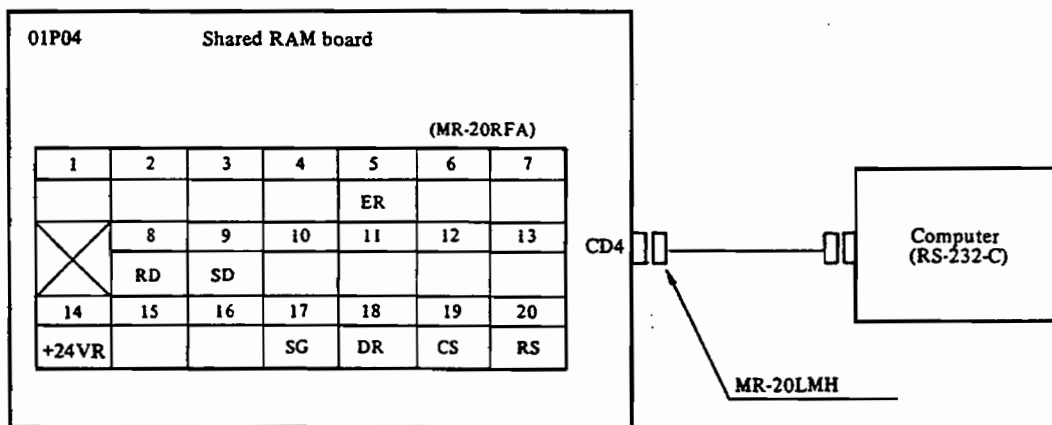 01P04 Shared RAM board
(MR-20RFA)
1 2 3 4 5 6 7
ER
8 9 10 11 12 13
RD SD
14 15 16 17 18 19 20
+24VR SG DR CS RS
CD4
Computer
(RS-232-C)
MR-20LMH